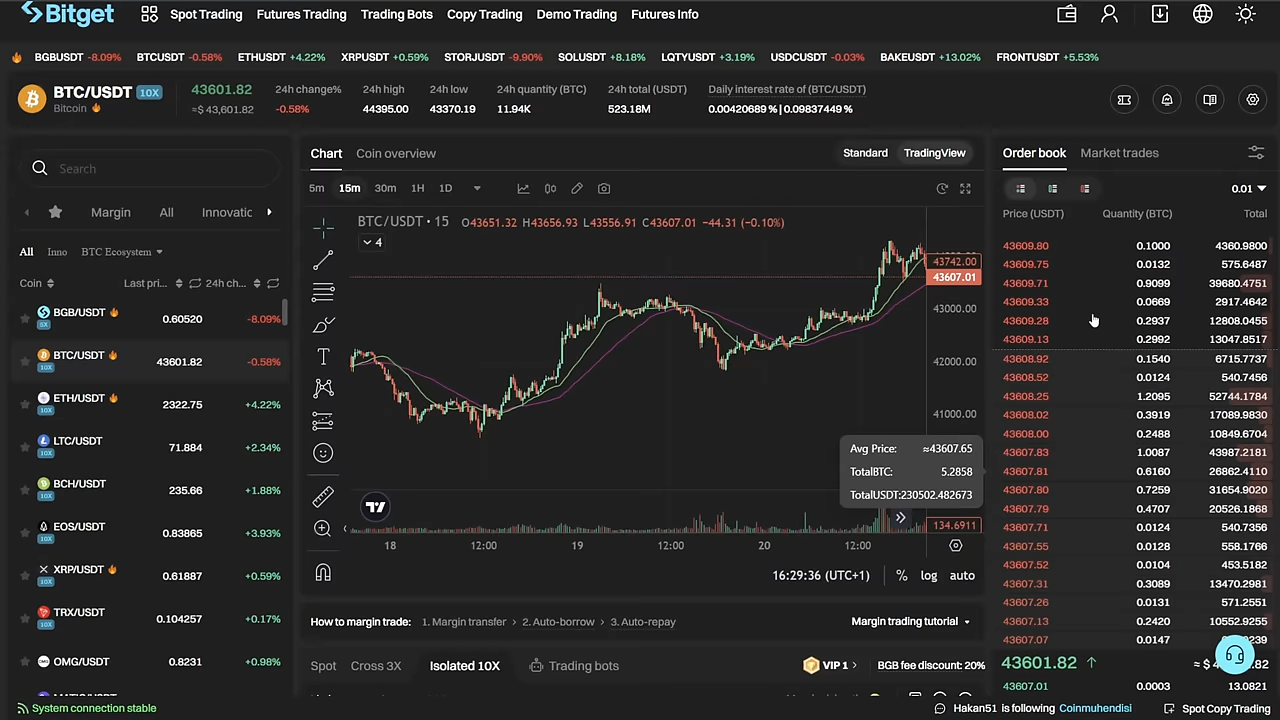 Bitget
Spot Trading Futures Trading Trading Bots Copy Trading Demo Trading Futures Info
BGBUSDT -8.09% BTCUSDT -0.58% ETHUSDT +4.22% XRPUSDT +0.59% STORJUSDT -9.90% SOLUSDT +8.18% LQTYUSDT +3.19% USDCUSDT -0.03% BAKEUSDT +13.02% FRONTUSDT +5.53%
BTC/USDT 10X
Bitcoin
43601.82
≈$ 43,601.82
24h change%
-0.58%
24h high
44395.00
24h low
43370.19
24h quantity (BTC)
11.94K
24h total (USDT)
523.18M
Daily interest rate of (BTC/USDT)
0.00420689 % | 0.09837449 %
Search
Margin All Innovatic
All Inno BTC Ecosystem
Coin Last pri... 24h ch...
BGB/USDT 0.60520 -8.09%
5X
BTC/USDT 43601.82 -0.58%
10X
ETH/USDT 2322.75 +4.22%
10X
LTC/USDT 71.884 +2.34%
10X
BCH/USDT 235.66 +1.88%
10X
EOS/USDT 0.83865 +3.93%
10X
XRP/USDT 0.61887 +0.59%
10X
TRX/USDT 0.104257 +0.17%
10X
OMG/USDT 0.8231 +0.98%
System connection stable
Chart Coin overview Standard TradingView
5m 15m 30m 1H 1D
BTC/USDT · 15 O43651.32 H43656.93 L43556.91 C43607.01 −44.31 (−0.10%)
4
43742.00
43607.01
43000.00
42000.00
41000.00
Avg Price: ≈43607.65
TotalBTC: 5.2858
TotalUSDT:230502.482673
134.6911
18 12:00 19 12:00 20 12:00
16:29:36 (UTC+1) % log auto
How to margin trade: 1. Margin transfer > 2. Auto-borrow > 3. Auto-repay Margin trading tutorial
Spot Cross 3X Isolated 10X Trading bots VIP 1 > BGB fee discount: 20%
Order book Market trades
0.01
Price (USDT) Quantity (BTC) Total
43609.80 0.1000 4360.9800
43609.75 0.0132 575.6487
43609.71 0.9099 39680.4751
43609.33 0.0669 2917.4642
43609.28 0.2937 12808.0455
43609.13 0.2992 13047.8517
43608.92 0.1540 6715.7737
43608.52 0.0124 540.7456
43608.25 1.2095 52744.1784
43608.02 0.3919 17089.9830
43608.00 0.2488 10849.6704
43607.83 1.0087 43987.2181
43607.81 0.6160 26862.4110
43607.80 0.7259 31654.9020
43607.79 0.4707 20526.1868
43607.71 0.0124 540.7356
43607.55 0.0128 558.1766
43607.52 0.0104 453.5182
43607.31 0.3089 13470.2981
43607.26 0.0131 571.2551
43607.13 0.2420 10552.9255
43607.07 0.0147
43601.82 ↑
43607.01 0.0003 13.0821
Hakan51 is following Coinmuhendisi Spot Copy Trading